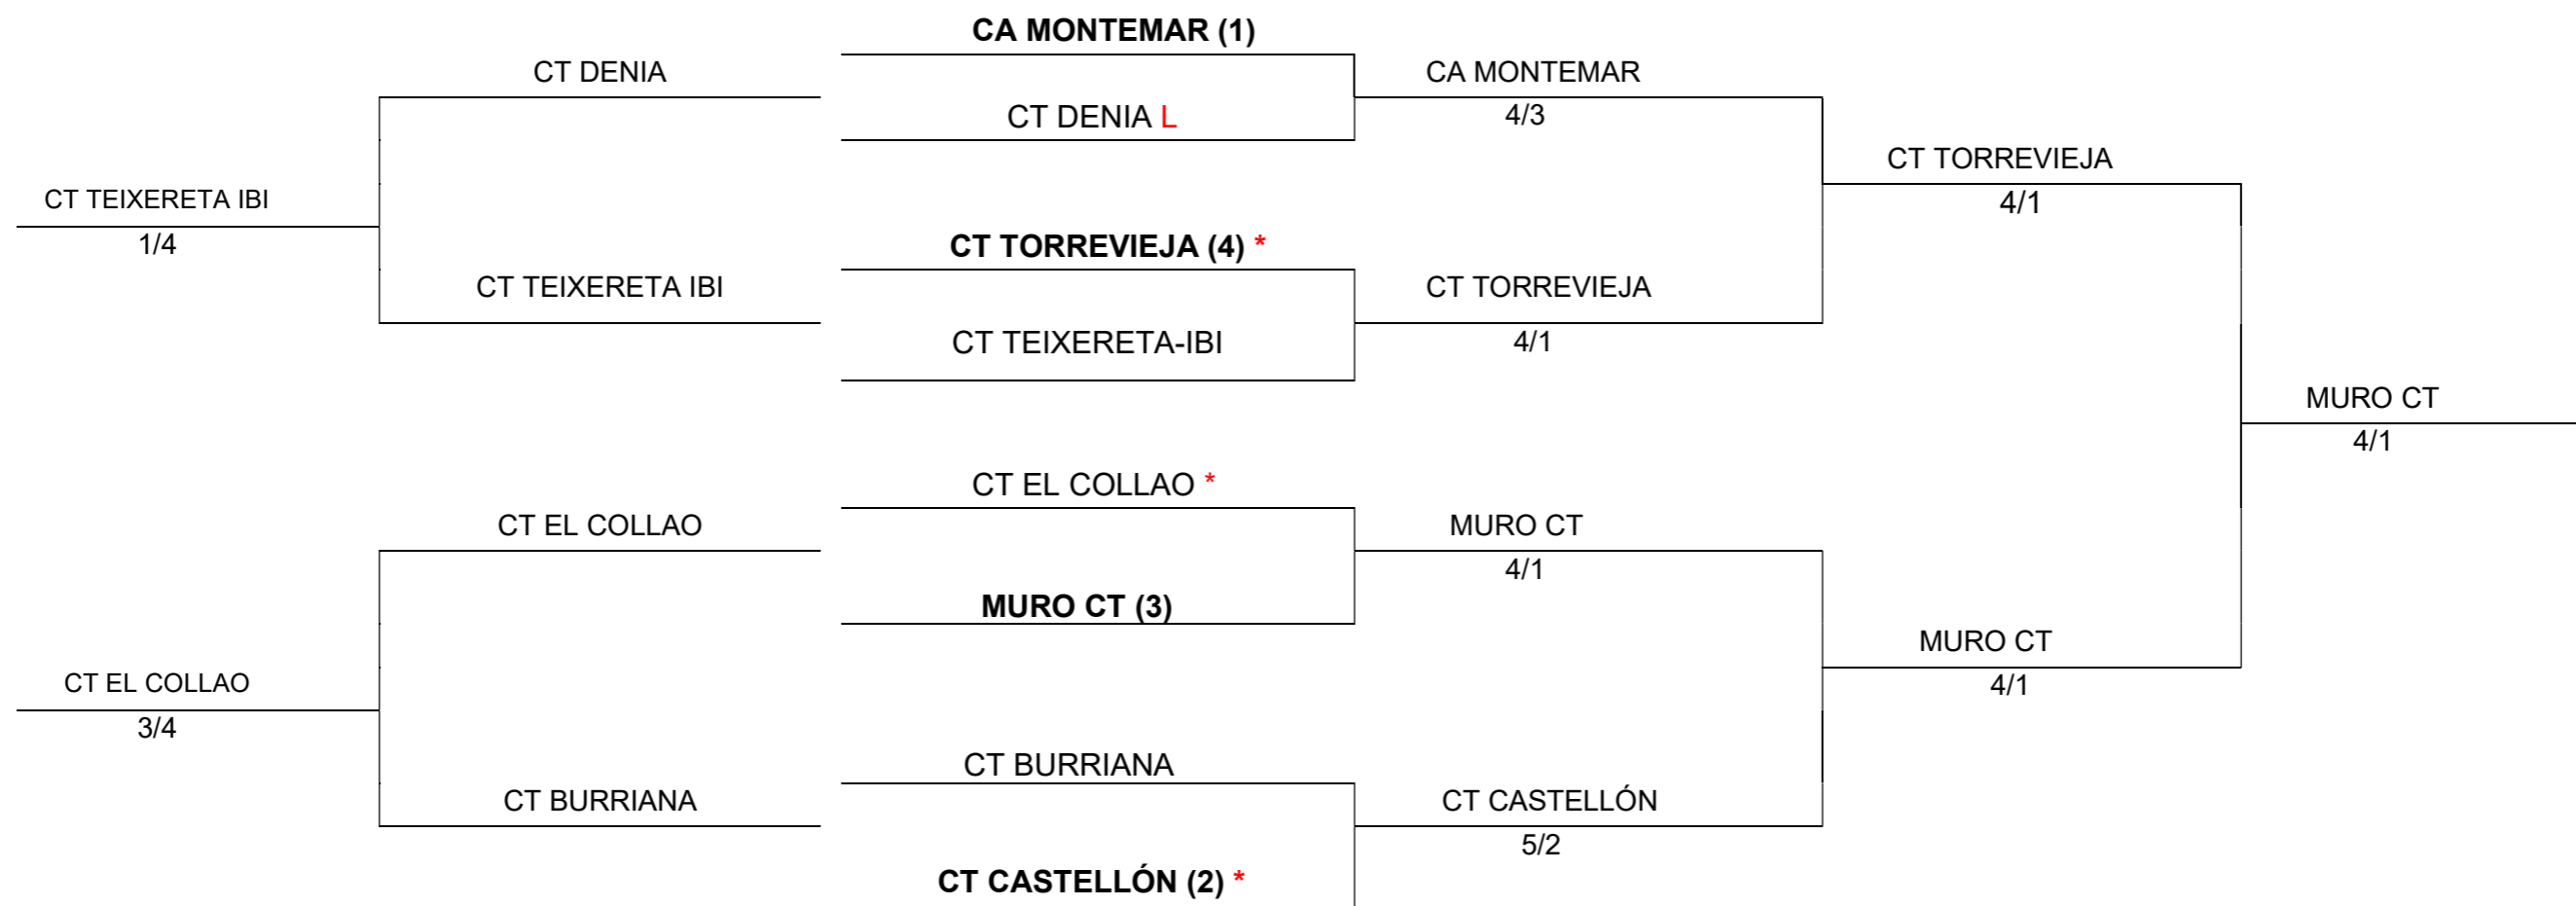 CA MONTEMAR (1)
CT DENIA
CA MONTEMAR
CT DENIA L
4/3
CT TORREVIEJA
CT TEIXERETA IBI
4/1
1/4
CT TORREVIEJA (4) *
CT TEIXERETA IBI
CT TORREVIEJA
CT TEIXERETA-IBI
4/1
MURO CT
4/1
CT EL COLLAO *
CT EL COLLAO
MURO CT
4/1
MURO CT (3)
MURO CT
CT EL COLLAO
4/1
3/4
CT BURRIANA
CT BURRIANA
CT CASTELLÓN
5/2
CT CASTELLÓN (2) *